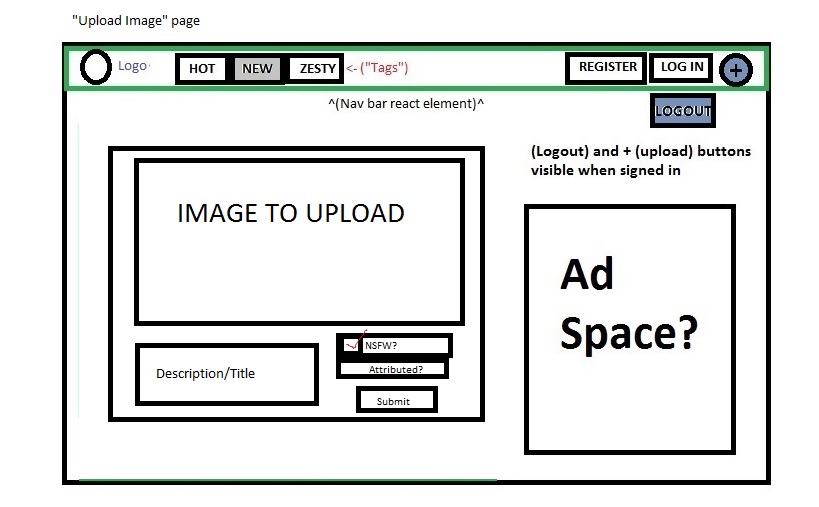 "Upload Image" page
Logo
HOT NEW ZESTY <- ("Tags") REGISTER LOG IN +
^(Nav bar react element)^
LOGOUT
(Logout) and + (upload) buttons
visible when signed in
IMAGE TO UPLOAD
Ad
Space?
NSFW?
Description/Title
Attributed?
Submit